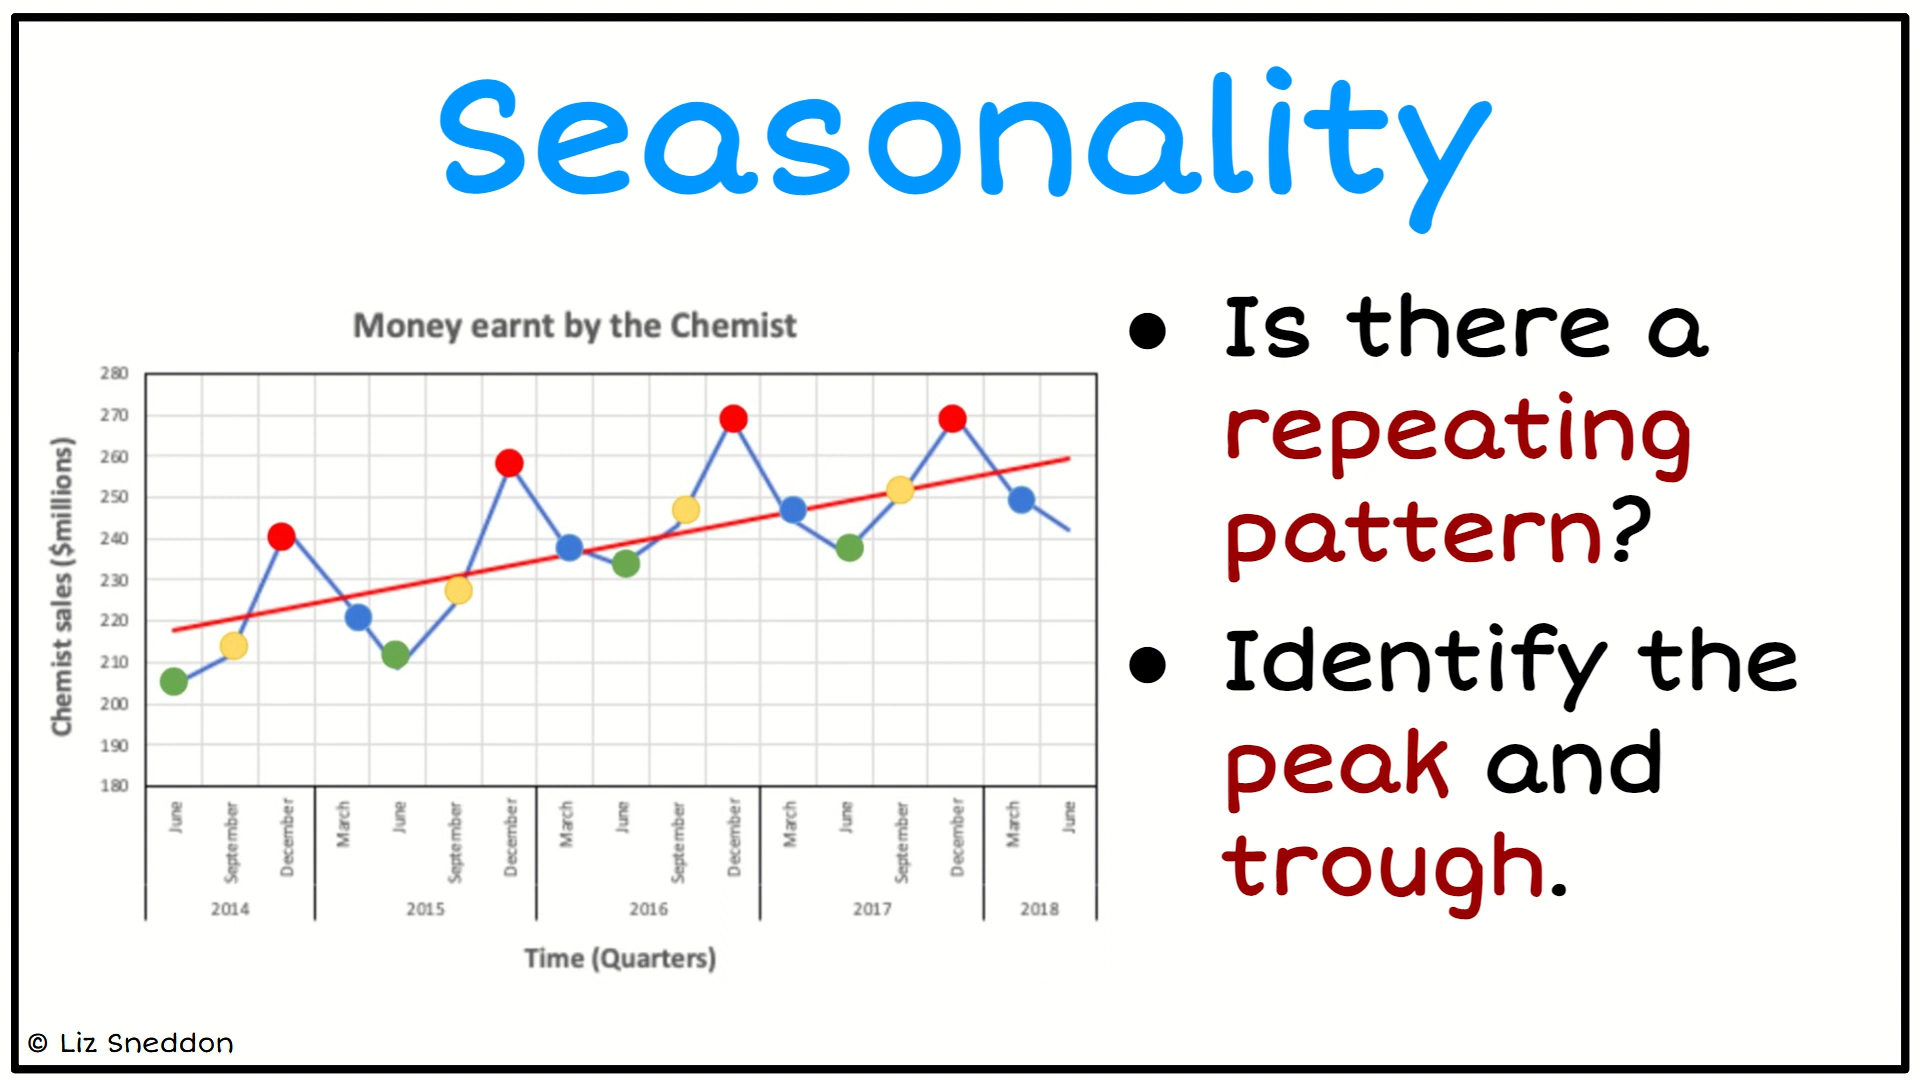 Seasonality
Money earnt by the Chemist
Chemist sales ($millions)
280
270
260
250
240
230
220
210
200
190
180
June September December March June September December March June September December March June September December March June
2014 2015 2016 2017 2018
Time (Quarters)
● Is there a
repeating
pattern?
● Identify the
peak and
trough.
© Liz Sneddon